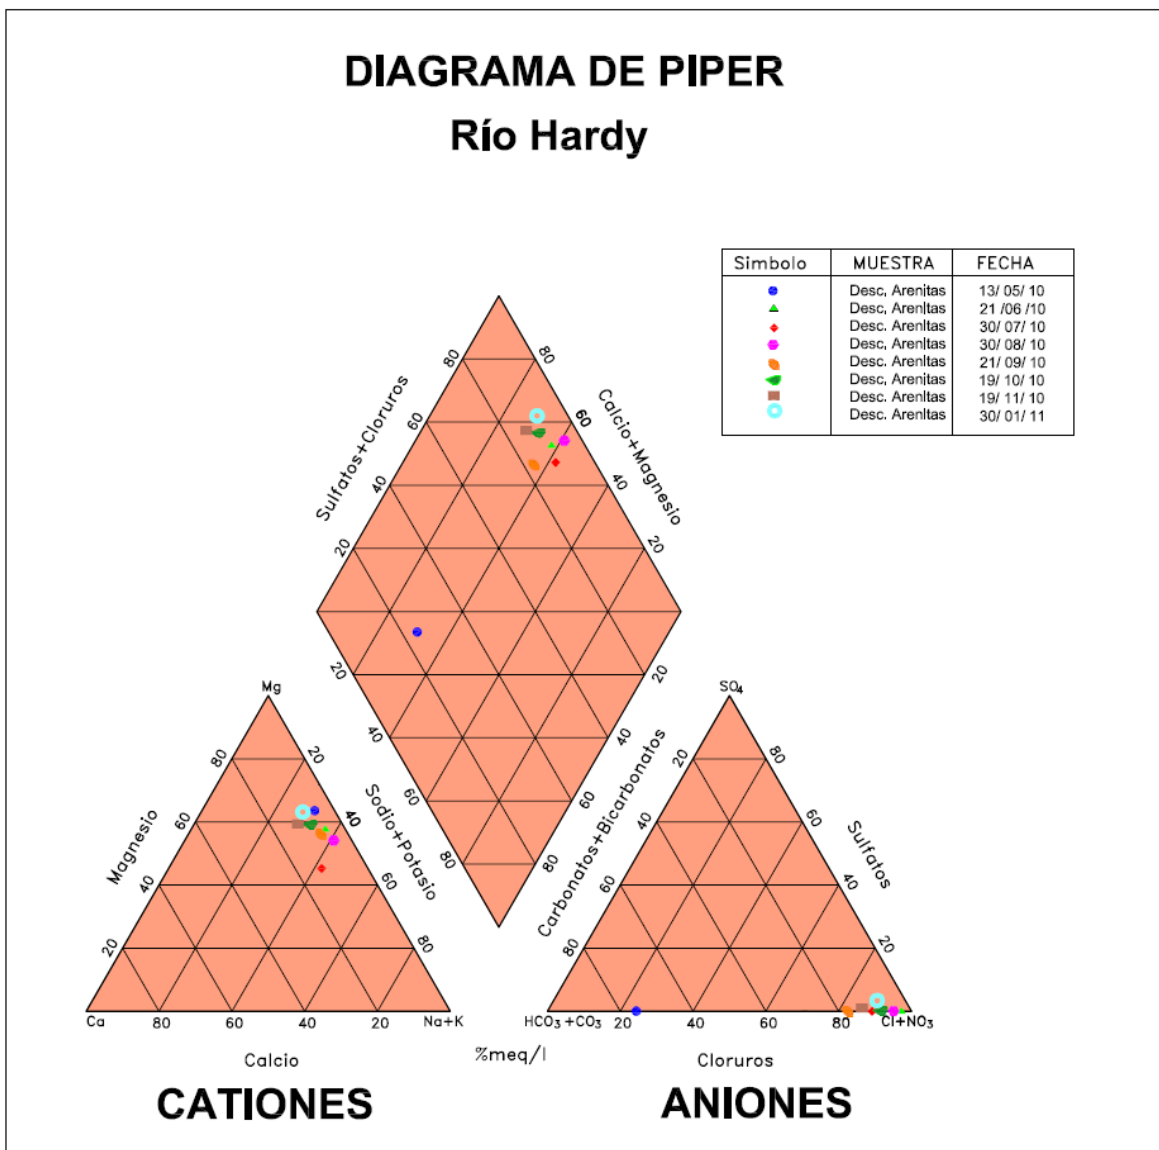 DIAGRAMA DE PIPER
Río Hardy
Simbolo MUESTRA FECHA
Desc, Arenitas 13/ 05/ 10
Desc, Arenitas 21 /06 /10
Desc. Arenitas 30/ 07/ 10
Desc, Arenitas 30/ 08/ 10
Desc, Arenitas 21/ 09/ 10
Desc, Arenitas 19/ 10/ 10
Desc. Arenitas 19/ 11/ 10
Desc. Arenitas 30/ 01/ 11
80 80
60 60
40 40
20 20
Sulfatos+Cloruros
Calcio+Magnesio
20 20
40 40
60 60
80 80
Sodio+Potasio
Carbonatos+Bicarbonatos
Mg
80 20
60 40
40 60
20 80
Magnesio
Ca 80 60 40 20 Na+K
Calcio
%meq/l
CATIONES
SO4
20 80
40 60
60 40
80 20
Sulfatos
HCO3+CO3 20 40 60 80 Cl+NO3
Cloruros
ANIONES